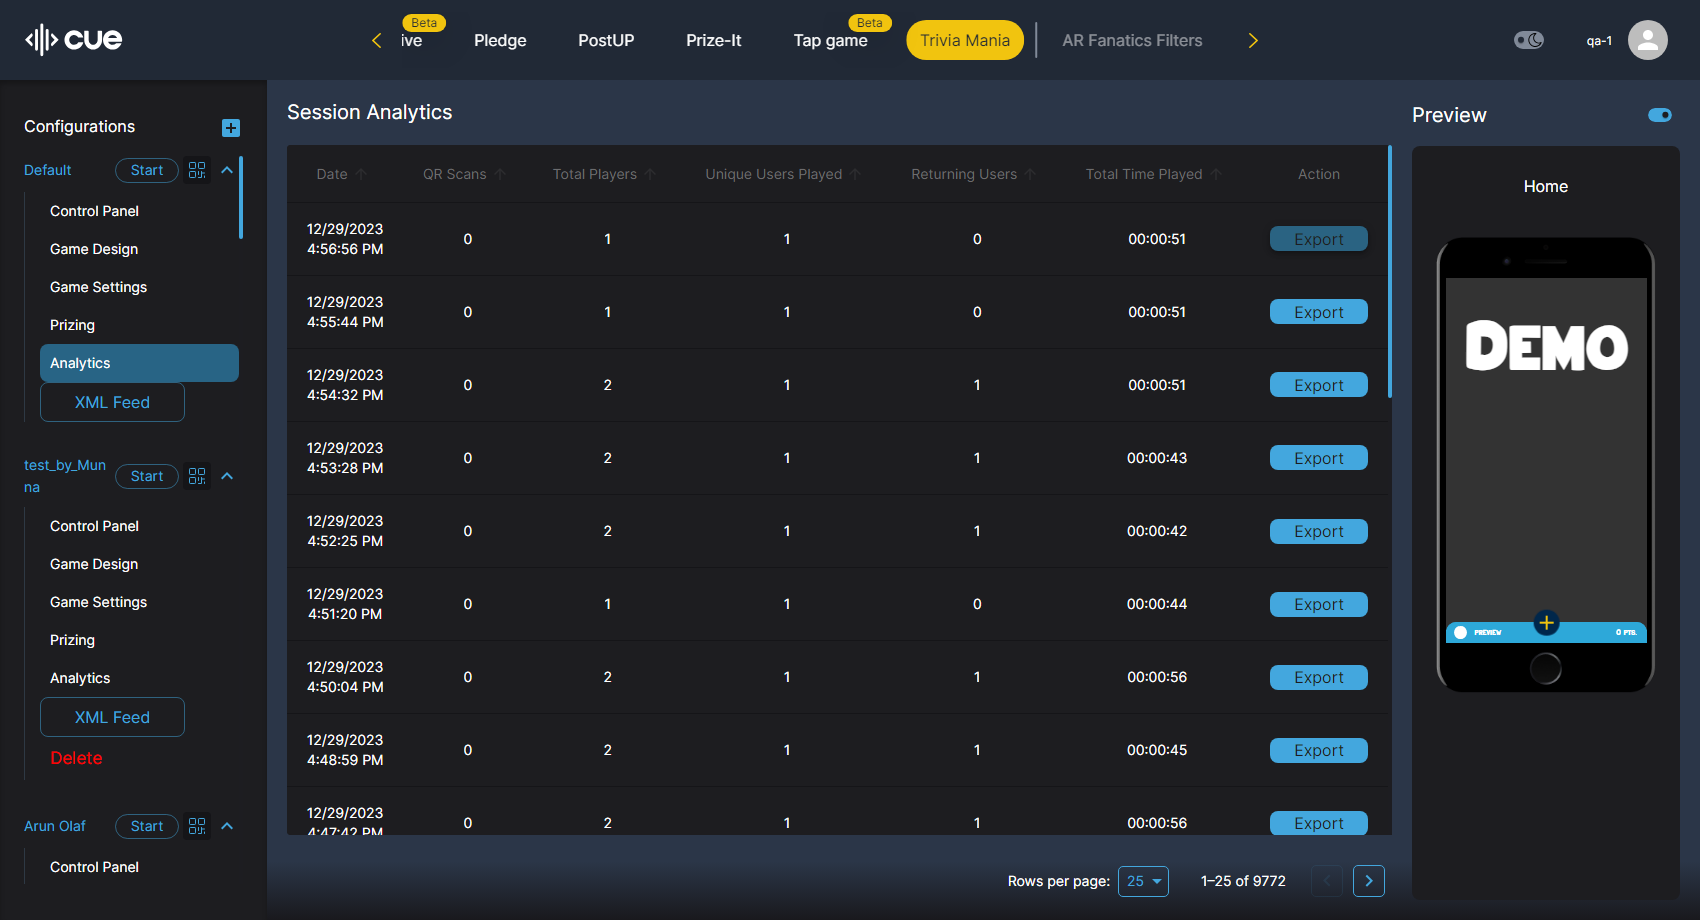 cue
Beta
ive
Pledge
PostUP
Prize-It
Beta
Tap game
Trivia Mania
AR Fanatics Filters
qa-1
Configurations
Default
Start
Control Panel
Game Design
Game Settings
Prizing
Analytics
XML Feed
test_by_Mun
na
Start
Control Panel
Game Design
Game Settings
Prizing
Analytics
XML Feed
Delete
Arun Olaf
Start
Control Panel
Session Analytics
Date QR Scans Total Players Unique Users Played Returning Users Total Time Played Action
12/29/2023
4:56:56 PM 0 1 1 0 00:00:51 Export
12/29/2023
4:55:44 PM 0 1 1 0 00:00:51 Export
12/29/2023
4:54:32 PM 0 2 1 1 00:00:51 Export
12/29/2023
4:53:28 PM 0 2 1 1 00:00:43 Export
12/29/2023
4:52:25 PM 0 2 1 1 00:00:42 Export
12/29/2023
4:51:20 PM 0 1 1 0 00:00:44 Export
12/29/2023
4:50:04 PM 0 2 1 1 00:00:56 Export
12/29/2023
4:48:59 PM 0 2 1 1 00:00:45 Export
12/29/2023
4:47:42 PM 0 2 1 1 00:00:56 Export
Rows per page: 25 1–25 of 9772
Preview
Home
DEMO
PREVIEW
0 PTS.